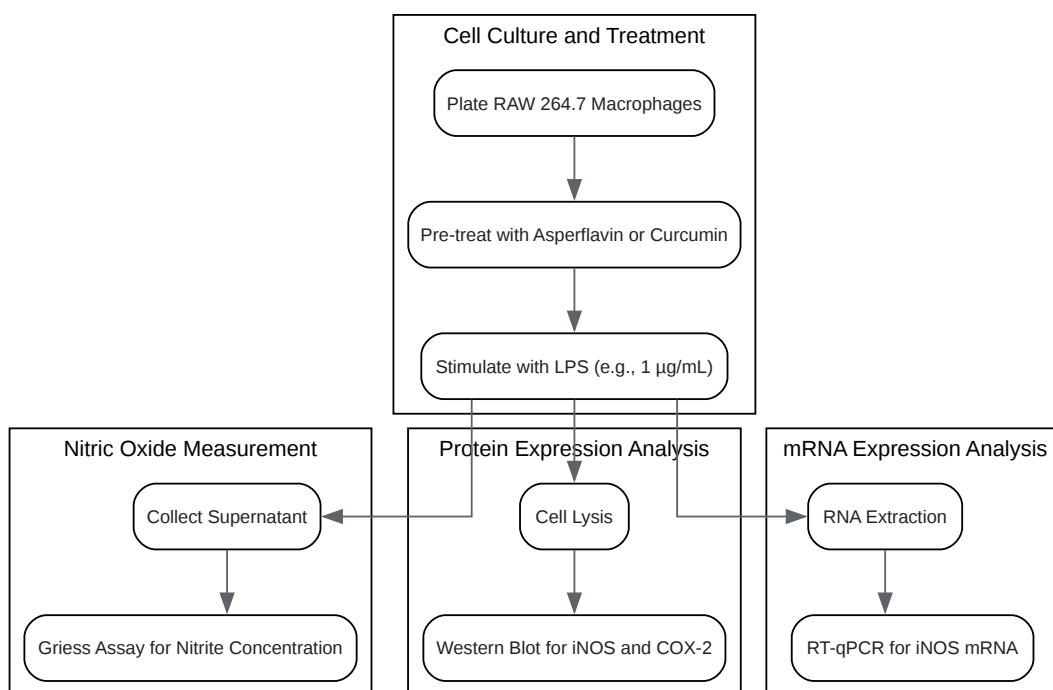 Cell Culture and Treatment
Plate RAW 264.7 Macrophages
Pre-treat with Asperflavin or Curcumin
Stimulate with LPS (e.g., 1 µg/mL)
Nitric Oxide Measurement
Collect Supernatant
Griess Assay for Nitrite Concentration
Protein Expression Analysis
Cell Lysis
Western Blot for iNOS and COX-2
mRNA Expression Analysis
RNA Extraction
RT-qPCR for iNOS mRNA